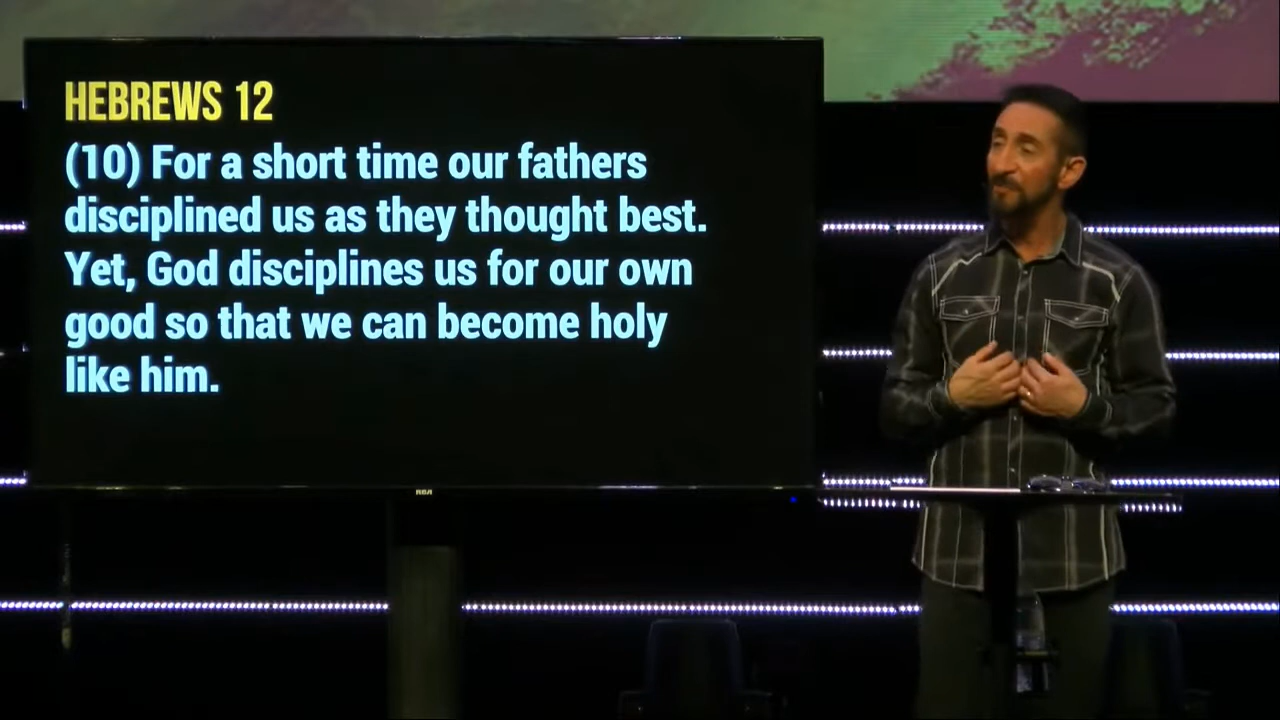 HEBREWS 12
(10) For a short time our fathers
disciplined us as they thought best.
Yet, God disciplines us for our own
good so that we can become holy
like him.
RCA